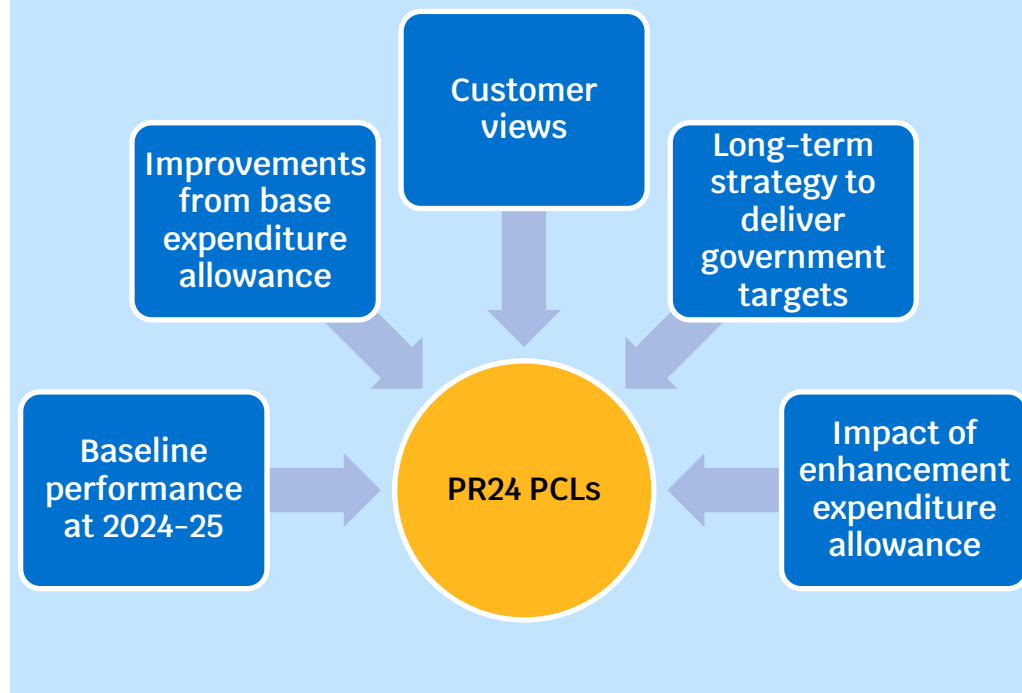 Customer
views
Improvements
from base
expenditure
allowance
Long-term
strategy to
deliver
government
targets
Baseline
performance
at 2024-25
PR24 PCLs
Impact of
enhancement
expenditure
allowance